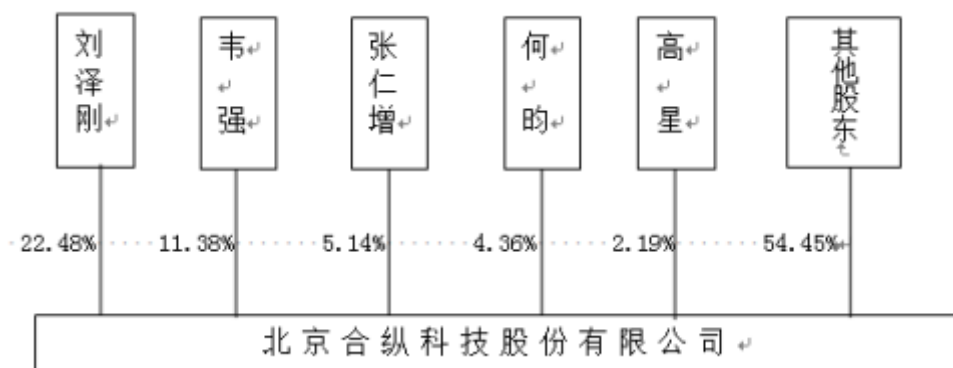 刘泽刚
韦强
张仁增
何昀
高星
其他股东
22.48% 11.38% 5.14% 4.36% 2.19% 54.45%
北京合纵科技股份有限公司